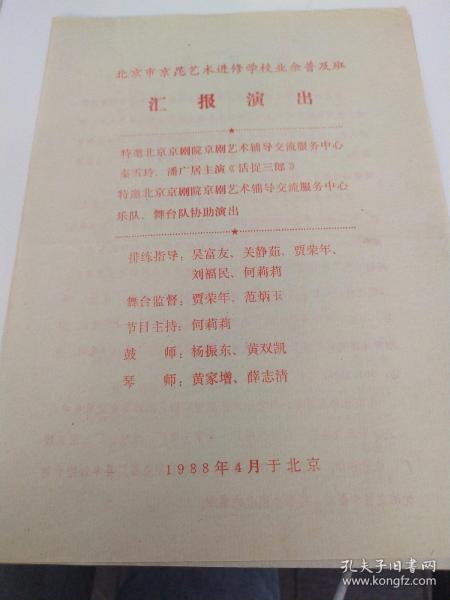 北京市京昆艺术进修学校业余普及班
汇报演出
特邀北京京剧院京剧艺术辅导交流服务中心
秦雪玲、潘广居主演《活捉三郎》
特邀北京京剧院京剧艺术辅导交流服务中心
乐队、舞台队协助演出
排练指导：吴富友、关静茹、贾荣年、
刘福民、何莉莉
舞台监督：贾荣年、范炳玉
节目主持：何莉莉
鼓 师：杨振东、黄双凯
琴 师：黄家增、薛志清
1988年4月于北京
孔夫子旧书网
www.kongfz.com